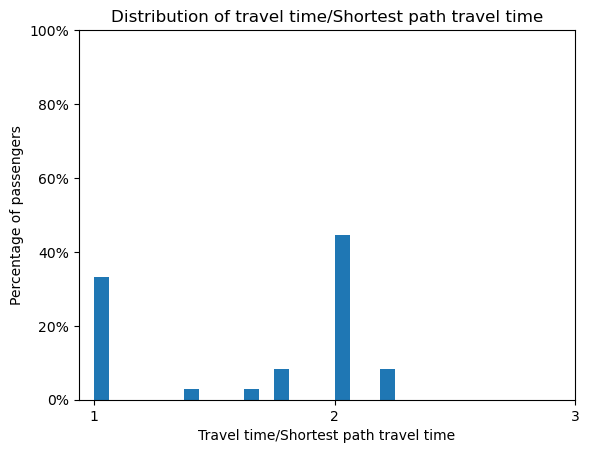 Distribution of travel time/Shortest path travel time
100%
80%
60%
40%
20%
0%
Percentage of passengers
1 2 3
Travel time/Shortest path travel time